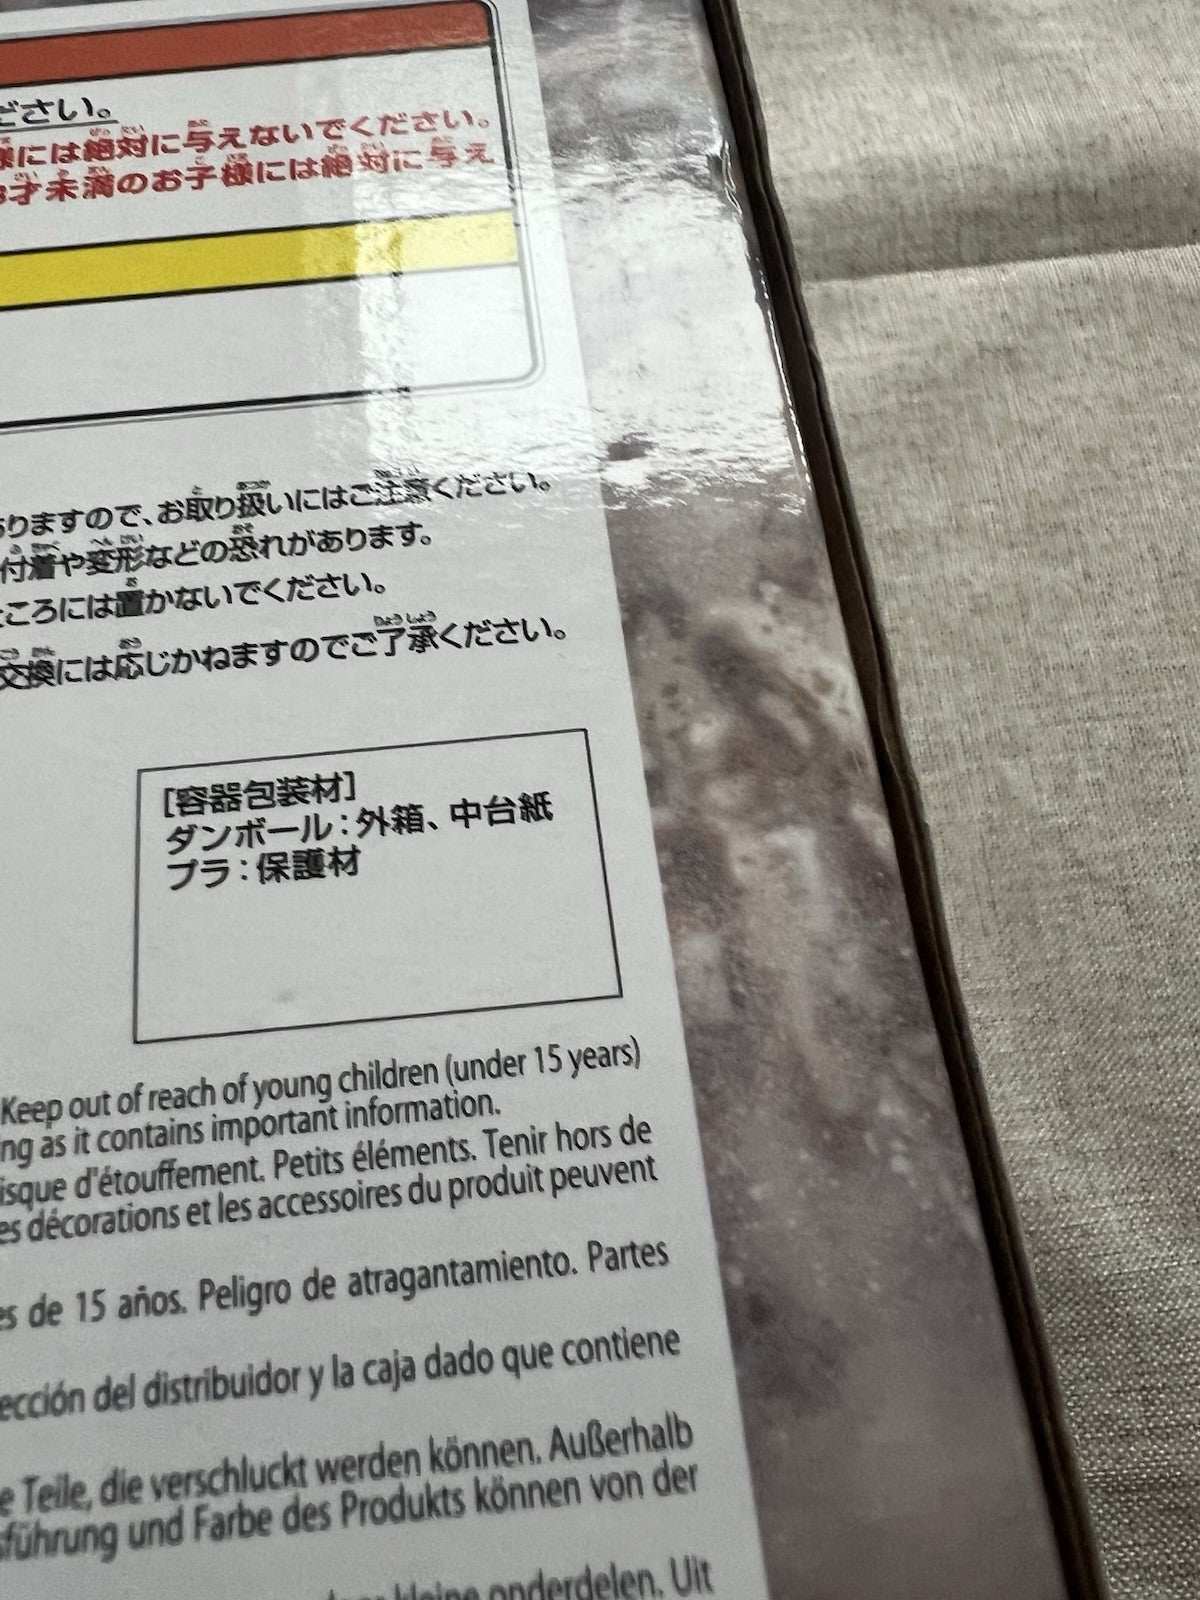 ださい。
様には絶対に与えないでください。
3才未満のお子様には絶対に与え
ありますので、お取り扱いにはご注意ください。
付着や変形などの恐れがあります。
ところには置かないでください。
交換には応じかねますのでご了承ください。
[容器包装材]
ダンボール：外箱、中台紙
プラ：保護材
Keep out of reach of young children (under 15 years)
ng as it contains important information.
isque d'étouffement. Petits éléments. Tenir hors de
es décorations et les accessoires du produit peuvent
es de 15 años. Peligro de atragantamiento. Partes
ección del distribuidor y la caja dado que contiene
e Teile, die verschluckt werden können. Außerhalb
sführung und Farbe des Produkts können von der
kleine onderdelen. Uit